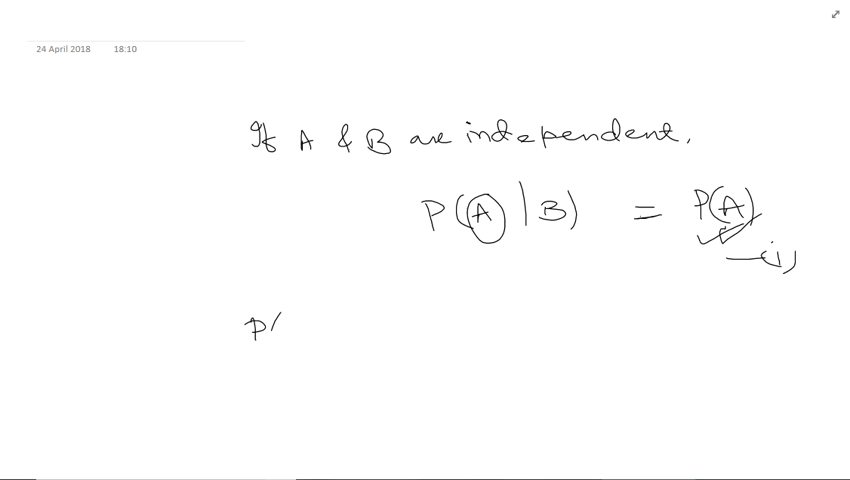 24 April 2018 18:10
If A & B are independent.
P(A | B) = P(A)
—(i)
P(